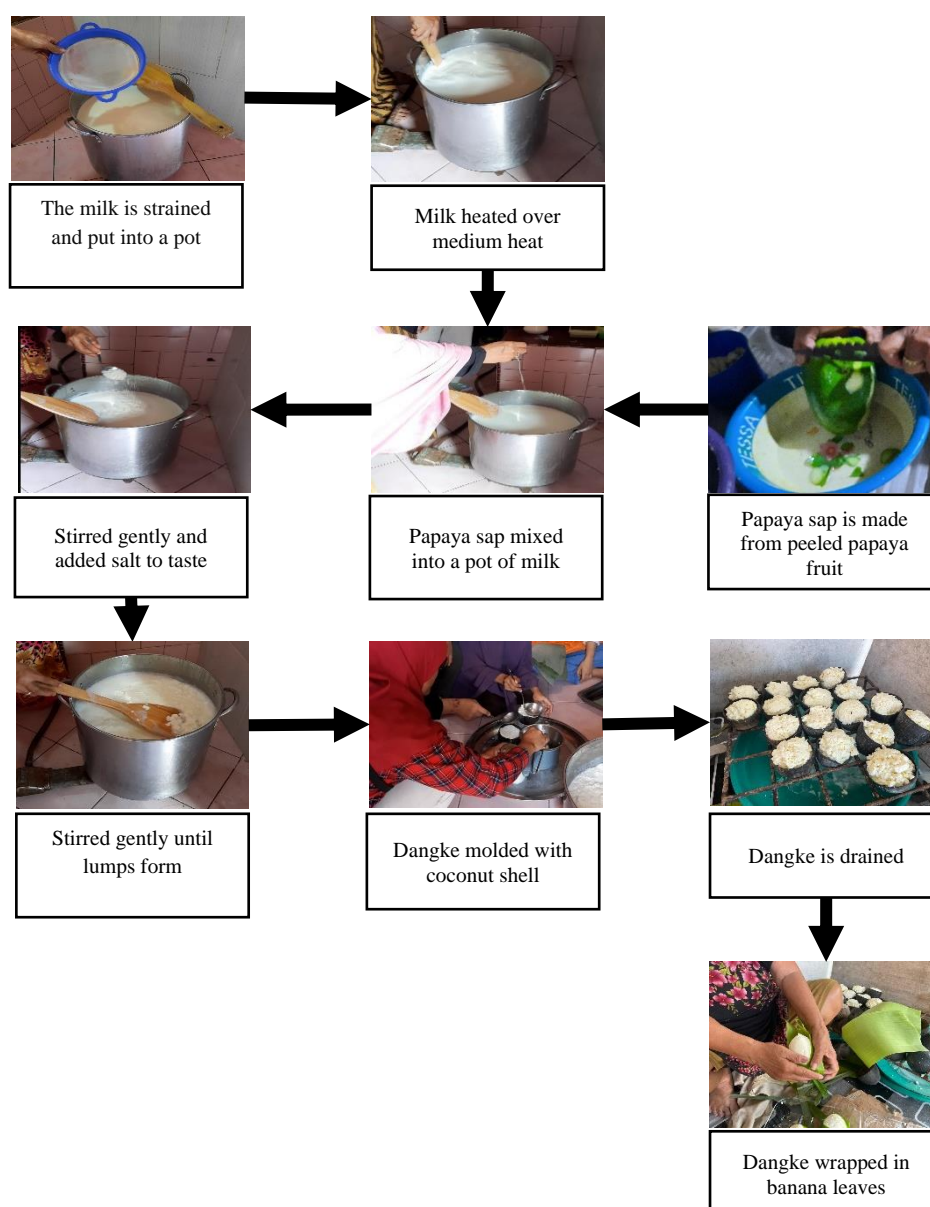 The milk is strained
and put into a pot
Milk heated over
medium heat
Stirred gently and
added salt to taste
Papaya sap mixed
into a pot of milk
TESSA
TESSA
Papaya sap is made
from peeled papaya
fruit
Stirred gently until
lumps form
Dangke molded with
coconut shell
Dangke is drained
Dangke wrapped in
banana leaves